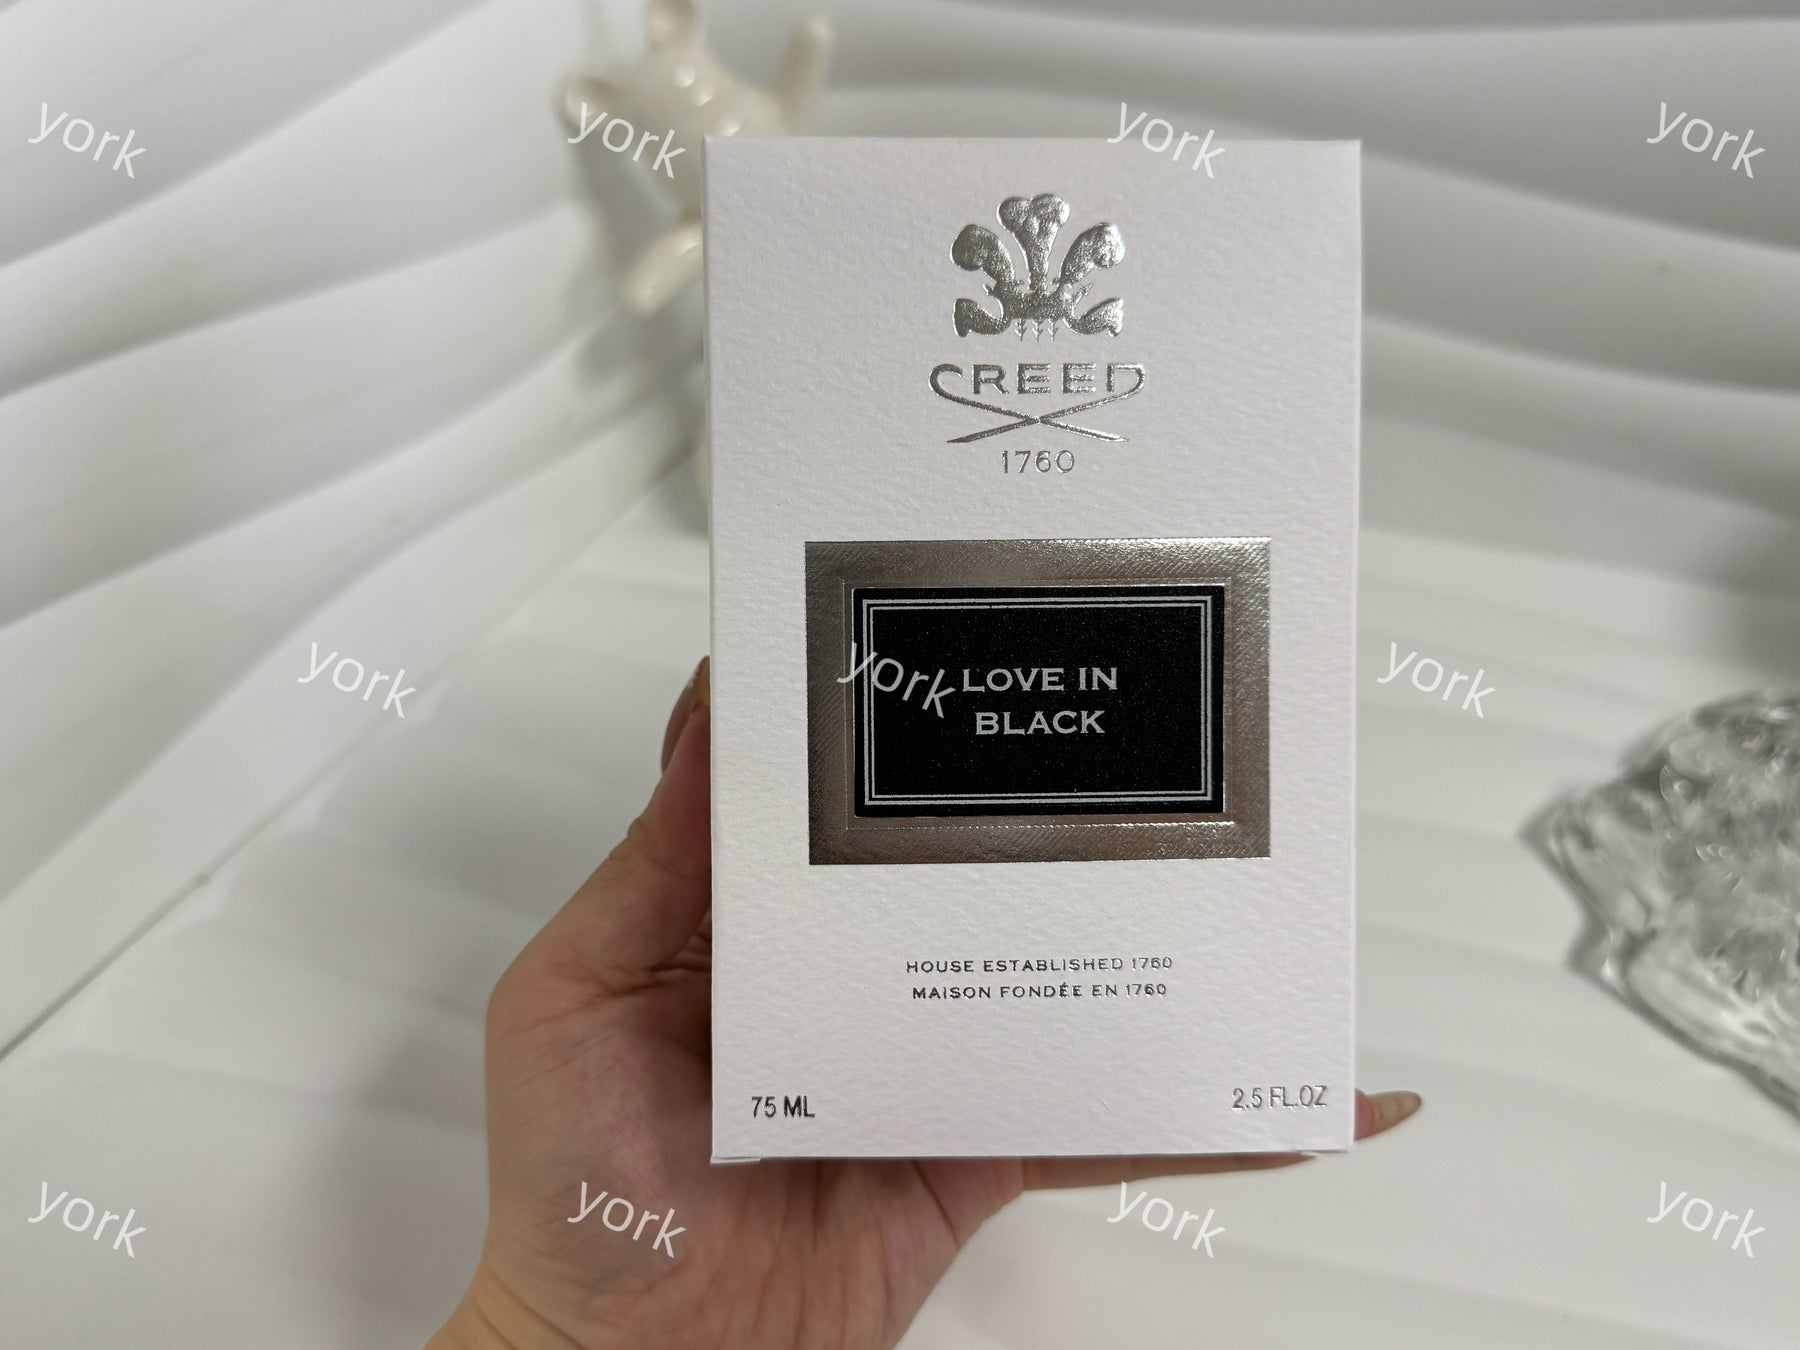 york york york york
CREED
1760
york york york
LOVE IN
BLACK
HOUSE ESTABLISHED 1760
MAISON FONDÉE EN 1760
75 ML 2.5 FL.OZ
york york york york